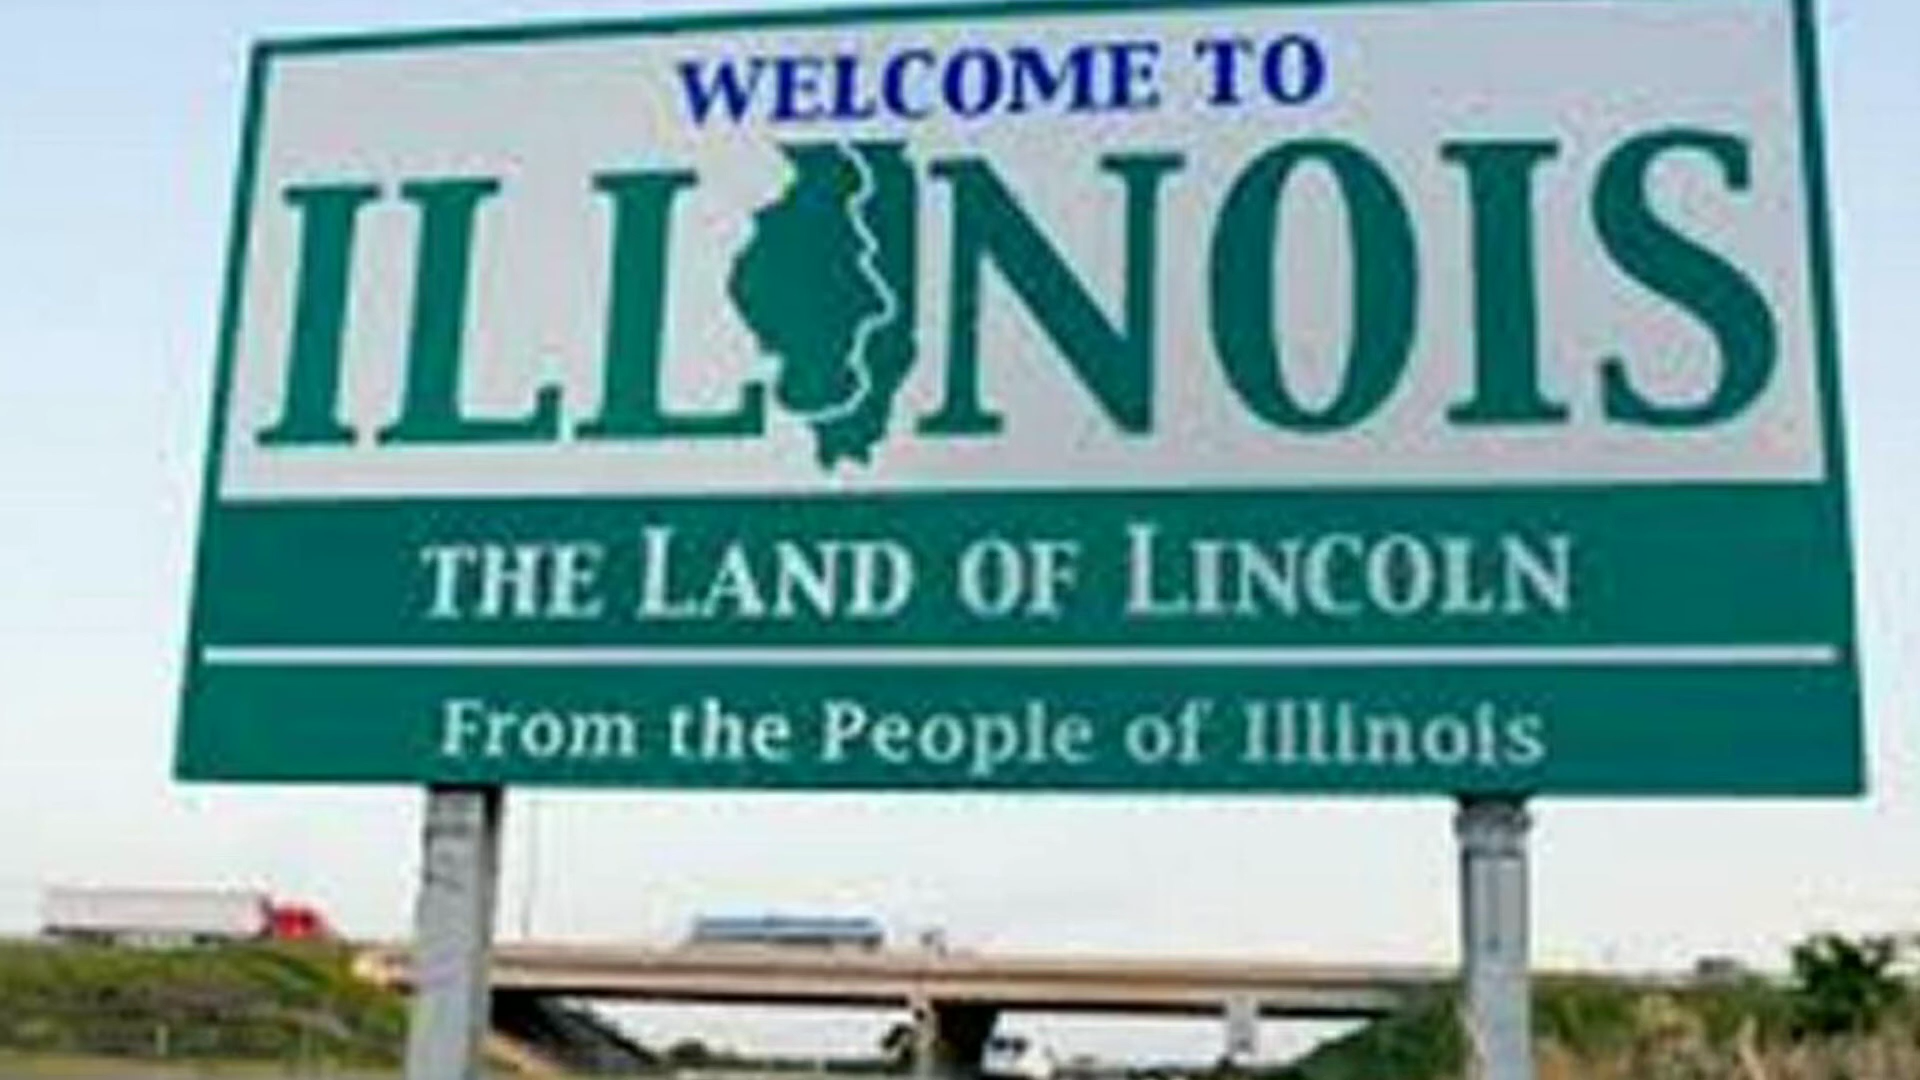 WELCOME TO
ILLINOIS
THE LAND OF LINCOLN
From the People of Illinois